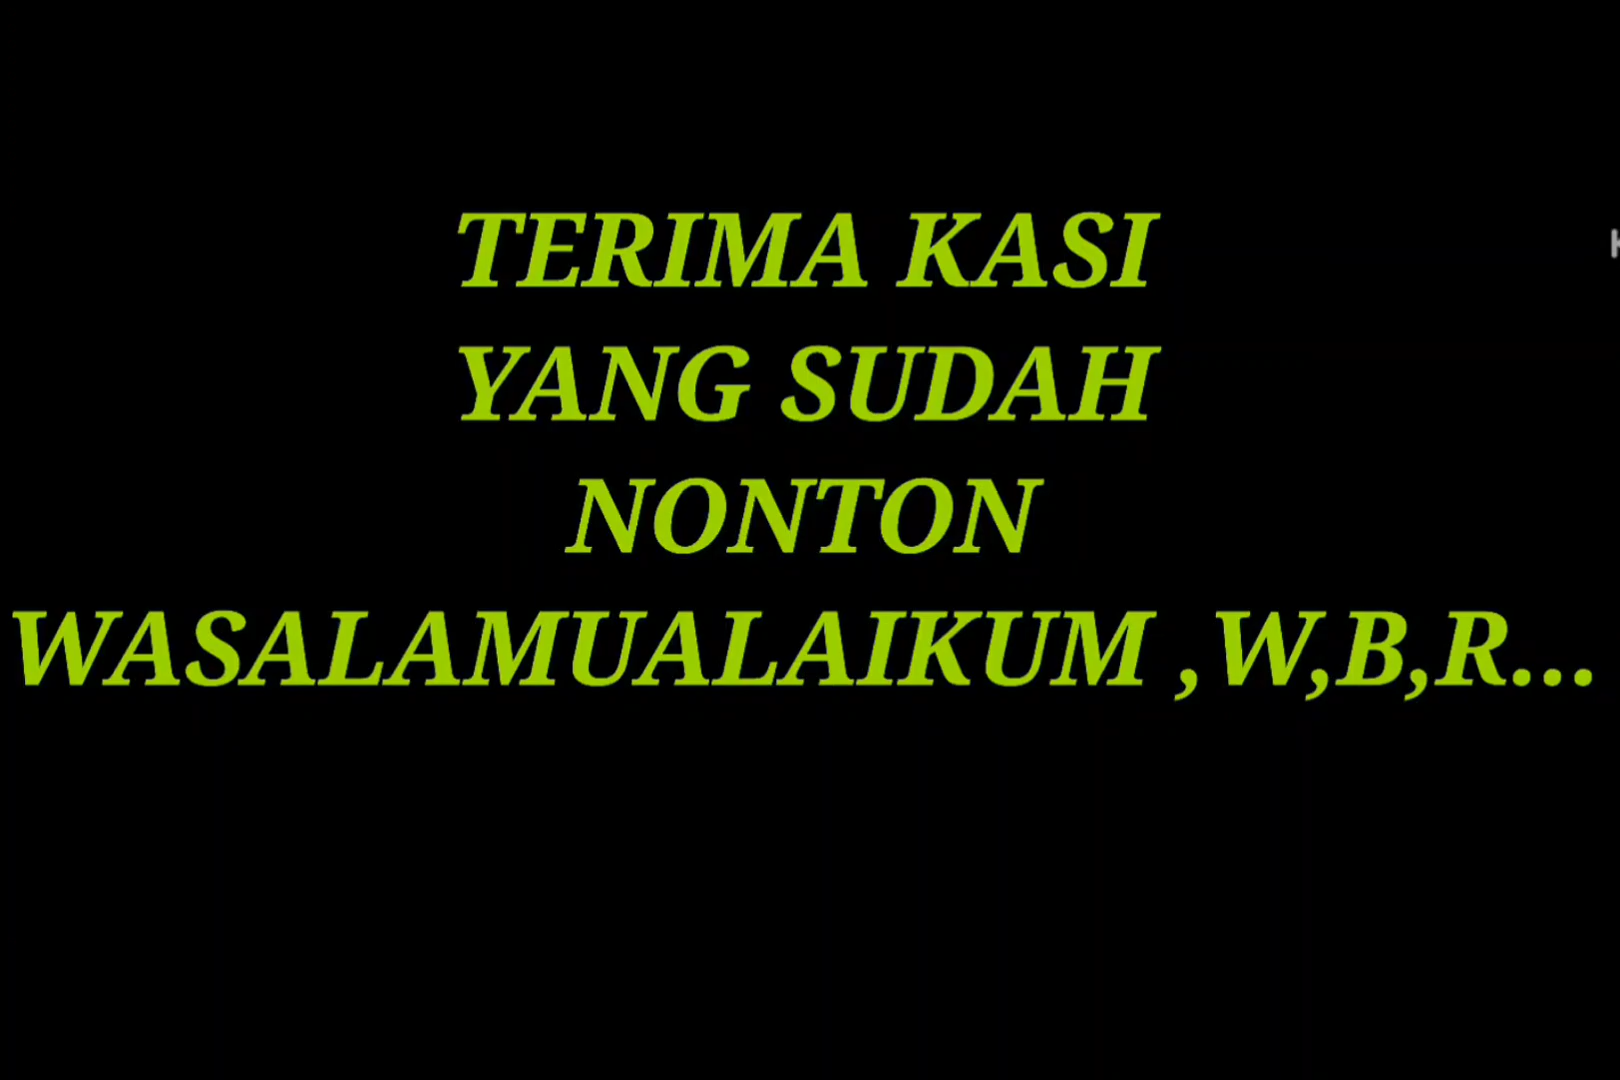 TERIMA KASI
YANG SUDAH
NONTON
WASALAMUALAIKUM ,W,B,R...